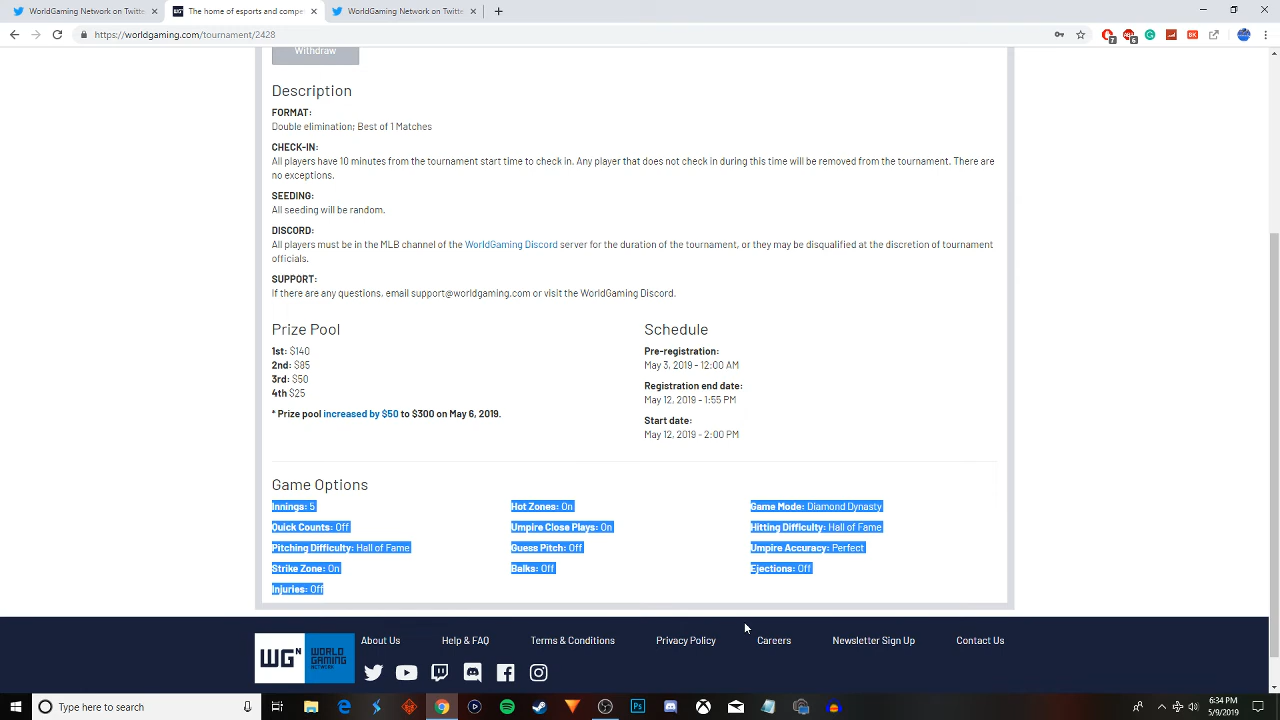 WorldGaming Network on Twitte
The home of esports and compe
WorldGaming Network on Twitte
https://worldgaming.com/tournament/2428
Withdraw
Description
FORMAT:
Double elimination; Best of 1 Matches
CHECK-IN:
All players have 10 minutes from the tournament start time to check in. Any player that does not check in during this time will be removed from the tournament. There are
no exceptions.
SEEDING:
All seeding will be random.
DISCORD:
All players must be in the MLB channel of the WorldGaming Discord server for the duration of the tournament, or they may be disqualified at the discretion of tournament
officials.
SUPPORT:
If there are any questions, email support@worldgaming.com or visit the WorldGaming Discord.
Prize Pool
1st: $140
2nd: $85
3rd: $50
4th $25
* Prize pool increased by $50 to $300 on May 6, 2019.
Schedule
Pre-registration:
May 3, 2019 - 12:00 AM
Registration end date:
May 12, 2019 - 1:55 PM
Start date:
May 12, 2019 - 2:00 PM
Game Options
Innings: 5 Hot Zones: On Game Mode: Diamond Dynasty
Quick Counts: Off Umpire Close Plays: On Hitting Difficulty: Hall of Fame
Pitching Difficulty: Hall of Fame Guess Pitch: Off Umpire Accuracy: Perfect
Strike Zone: On Balks: Off Ejections: Off
Injuries: Off
WGN WORLD GAMING NETWORK
About Us Help & FAQ Terms & Conditions Privacy Policy Careers Newsletter Sign Up Contact Us
Type here to search
6:34 PM
5/9/2019